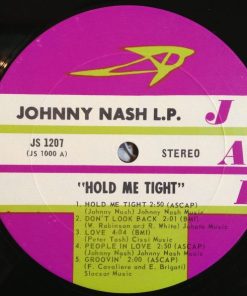 JOHNNY NASH L.P.
JS 1207
(JS 1000 A)
STEREO
JA
"HOLD ME TIGHT"
1. HOLD ME TIGHT 2:50 (ASCAP)
(Johnny Nash) Johnny Nash Music
2. DON'T LOOK BACK 2:01 (BMI)
(W. Robinson and R. White) Jobete Music
3. LOVE 4:04 (BMI)
(Peter Tosh) Cissi Music
4. PEOPLE IN LOVE 2:50 (ASCAP)
(Johnny Nash) Johnny Nash Music
5. GROOVIN' 2:00 (ASCAP)
(F. Cavaliere and E. Brigati)
Slacsar Music